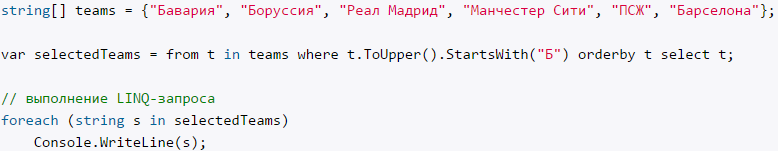 string[] teams = {"Бавария", "Боруссия", "Реал Мадрид", "Манчестер Сити", "ПСЖ", "Барселона"};
var selectedTeams = from t in teams where t.ToUpper().StartsWith("Б") orderby t select t;
// выполнение LINQ-запроса
foreach (string s in selectedTeams)
    Console.WriteLine(s);